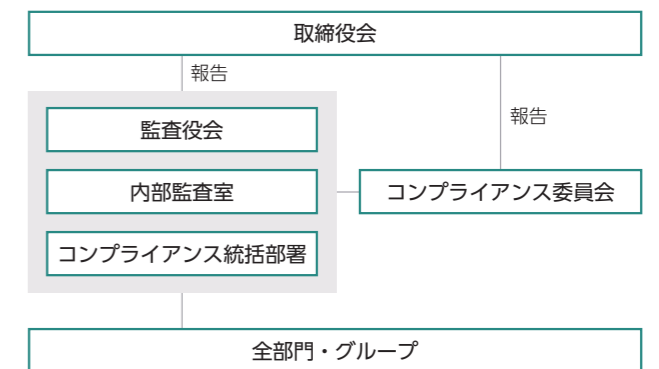 取締役会
報告
報告
監査役会
内部監査室
コンプライアンス委員会
コンプライアンス統括部署
全部門・グループ